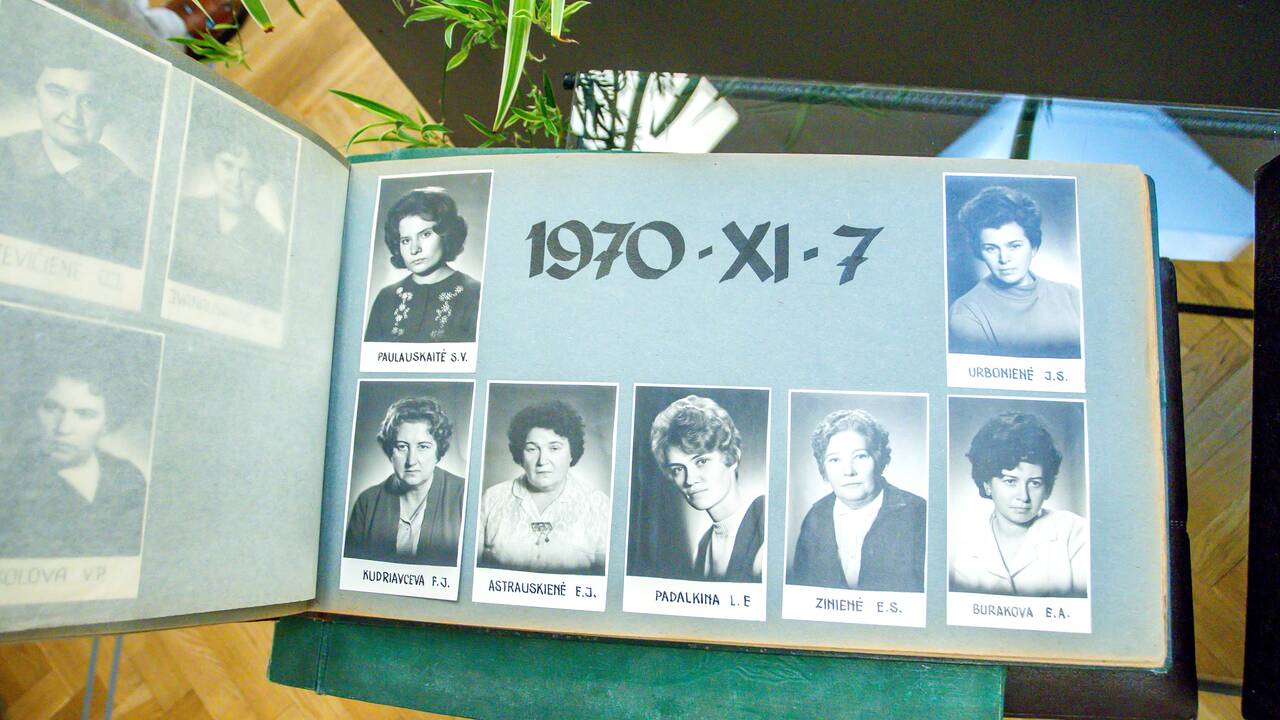 1970·XI·7
PAULAUSKAITĖ S.V.
URBONIENĖ J.S.
KUDRIAVCEVA F.J.
ASTRAUSKIENĖ E.J.
PADALKINA L.E
ZINIENĖ E.S.
BURAKOVA E.A.